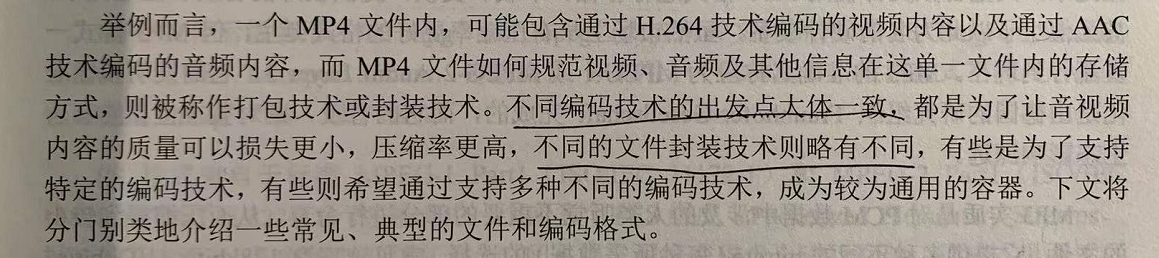 举例而言，一个 MP4 文件内，可能包含通过 H.264 技术编码的视频内容以及通过 AAC
技术编码的音频内容，而 MP4 文件如何规范视频、音频及其他信息在这单一文件内的存储
方式，则被称作打包技术或封装技术。不同编码技术的出发点大体一致，都是为了让音视频
内容的质量可以损失更小，压缩率更高，不同的文件封装技术则略有不同，有些是为了支持
特定的编码技术，有些则希望通过支持多种不同的编码技术，成为较为通用的容器。下文将
分门别类地介绍一些常见、典型的文件和编码格式。